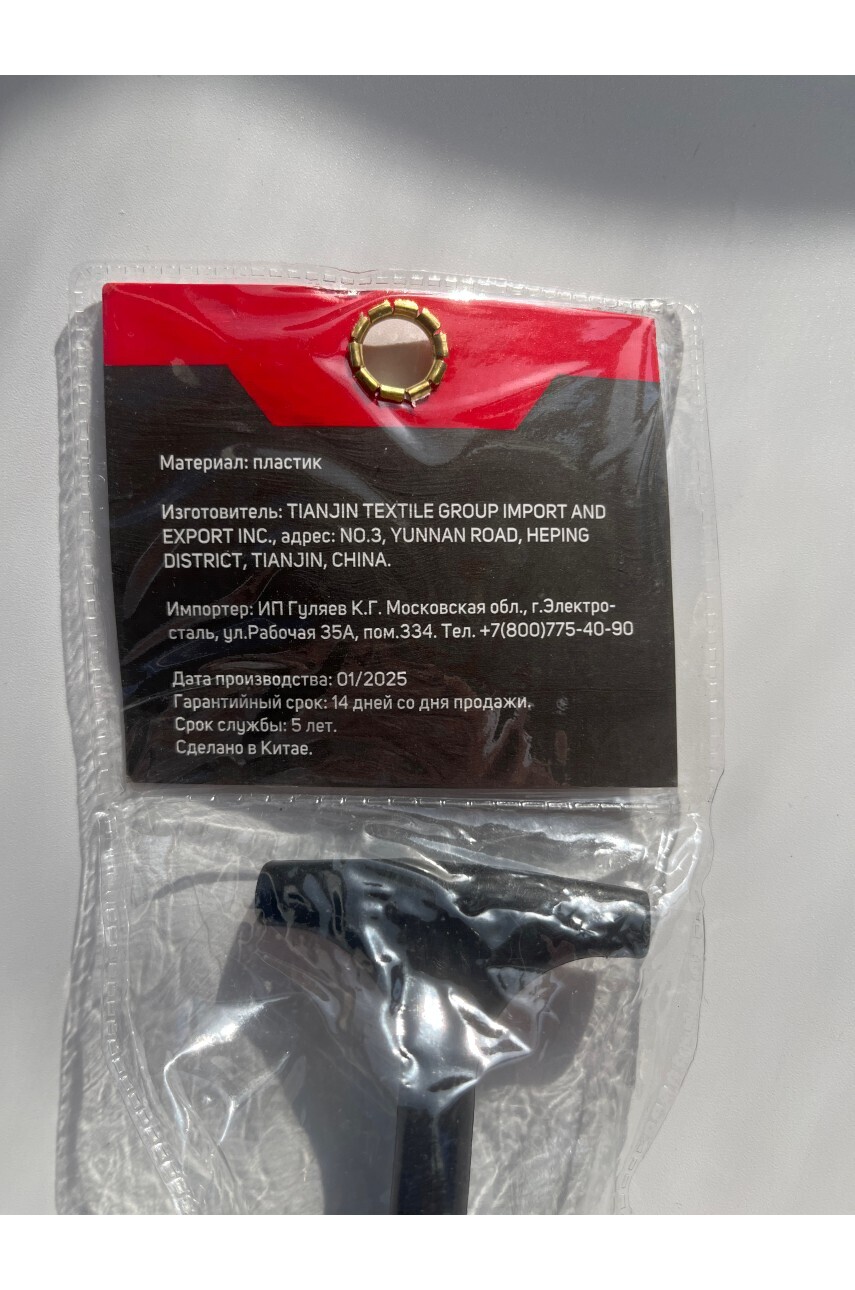 Материал: пластик
Изготовитель: TIANJIN TEXTILE GROUP IMPORT AND
EXPORT INC., адрес: NO.3, YUNNAN ROAD, HEPING
DISTRICT, TIANJIN, CHINA.
Импортер: ИП Гуляев К.Г. Московская обл., г.Электро-
сталь, ул.Рабочая 35А, пом.334. Тел. +7(800)775-40-90
Дата производства: 01/2025
Гарантийный срок: 14 дней со дня продажи.
Срок службы: 5 лет.
Сделано в Китае.